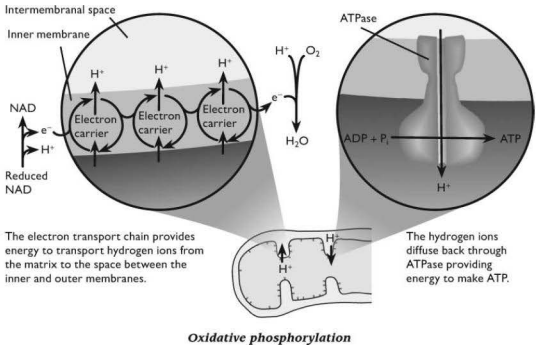 Intermembranal space
Inner membrane
H⁺
H⁺
H⁺
Electron
carrier
Electron
carrier
Electron
carrier
NAD
e⁻
H⁺
Reduced
NAD
H⁺
O₂
e⁻
H₂O
ATPase
H⁺
ADP + Pᵢ
ATP
H⁺
The electron transport chain provides
energy to transport hydrogen ions from
the matrix to the space between the
inner and outer membranes.
H⁺
H⁺
The hydrogen ions
diffuse back through
ATPase providing
energy to make ATP.
Oxidative phosphorylation